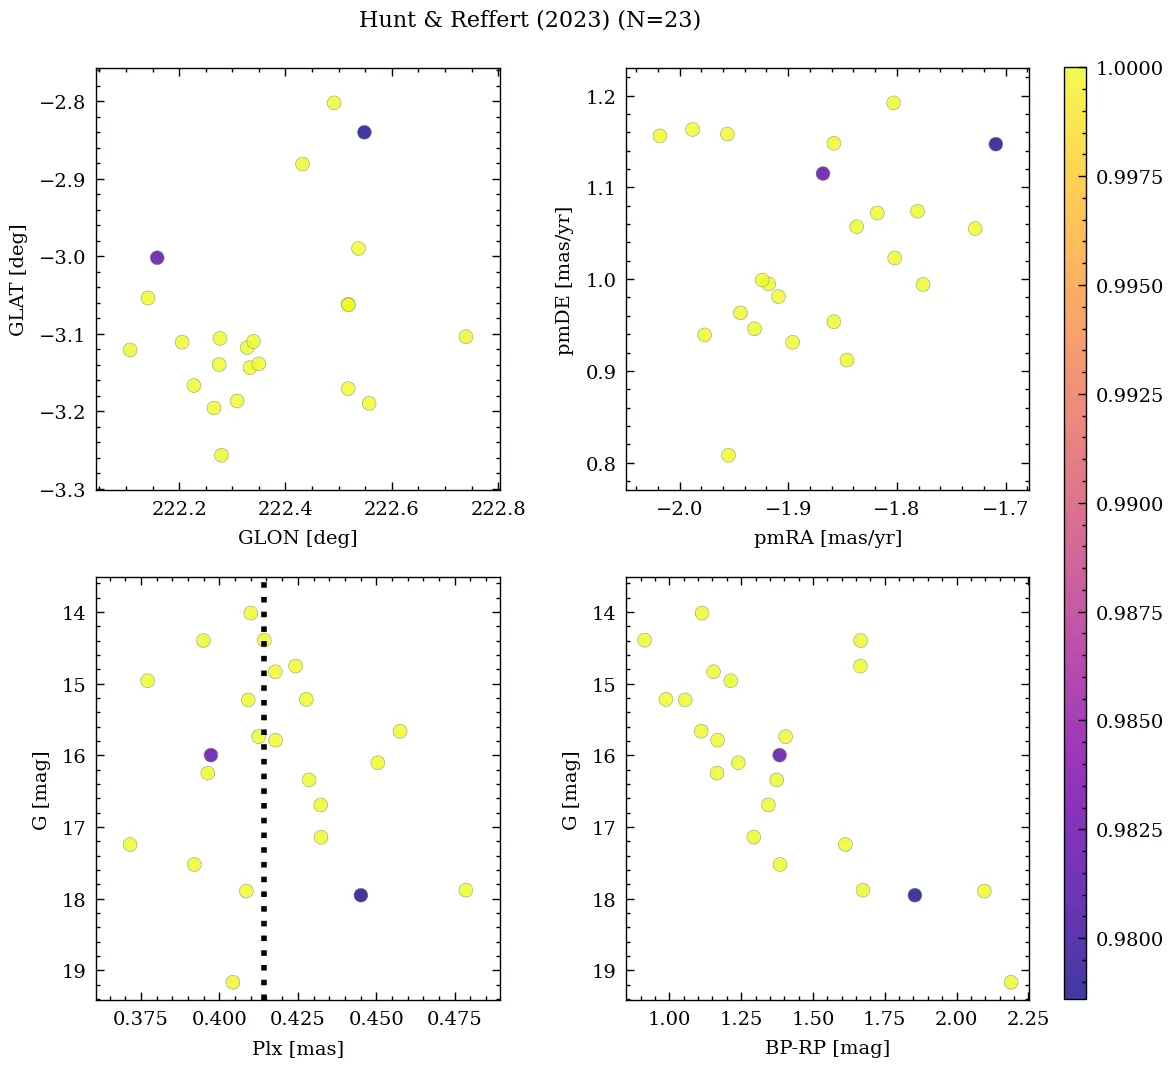 Hunt & Reffert (2023) (N=23)
−2.8
−2.9
−3.0
−3.1
−3.2
−3.3
GLAT [deg]
222.2 222.4 222.6 222.8
GLON [deg]
1.2
1.1
1.0
0.9
0.8
pmDE [mas/yr]
−2.0 −1.9 −1.8 −1.7
pmRA [mas/yr]
14
15
16
17
18
19
G [mag]
0.375 0.400 0.425 0.450 0.475
Plx [mas]
14
15
16
17
18
19
G [mag]
1.00 1.25 1.50 1.75 2.00 2.25
BP-RP [mag]
1.0000
0.9975
0.9950
0.9925
0.9900
0.9875
0.9850
0.9825
0.9800